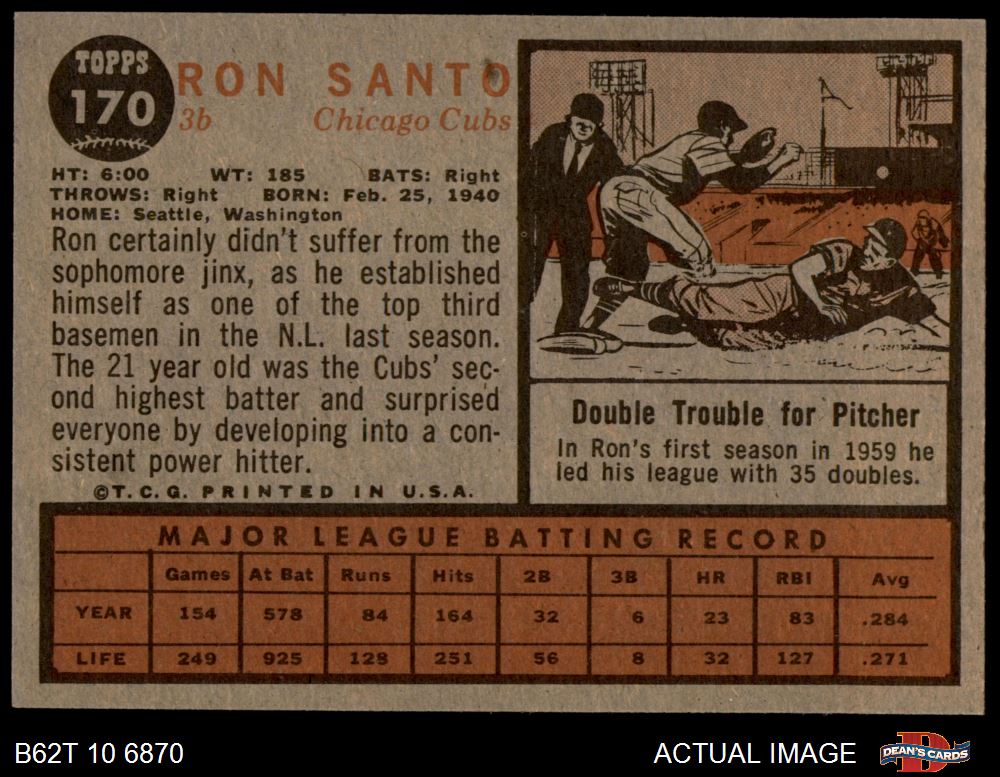 TOPPS
170
RON SANTO
3b Chicago Cubs
HT: 6:00 WT: 185 BATS: Right
THROWS: Right BORN: Feb. 25, 1940
HOME: Seattle, Washington
Ron certainly didn't suffer from the
sophomore jinx, as he established
himself as one of the top third
basemen in the N.L. last season.
The 21 year old was the Cubs' sec-
ond highest batter and surprised
everyone by developing into a con-
sistent power hitter.
©T.C.G. PRINTED IN U.S.A.
Double Trouble for Pitcher
In Ron's first season in 1959 he
led his league with 35 doubles.
MAJOR LEAGUE BATTING RECORD
Games At Bat Runs Hits 2B 3B HR RBI Avg
YEAR 154 578 84 164 32 6 23 83 .284
LIFE 249 925 128 251 56 8 32 127 .271
B62T 10 6870
ACTUAL IMAGE
DEAN'S CARDS